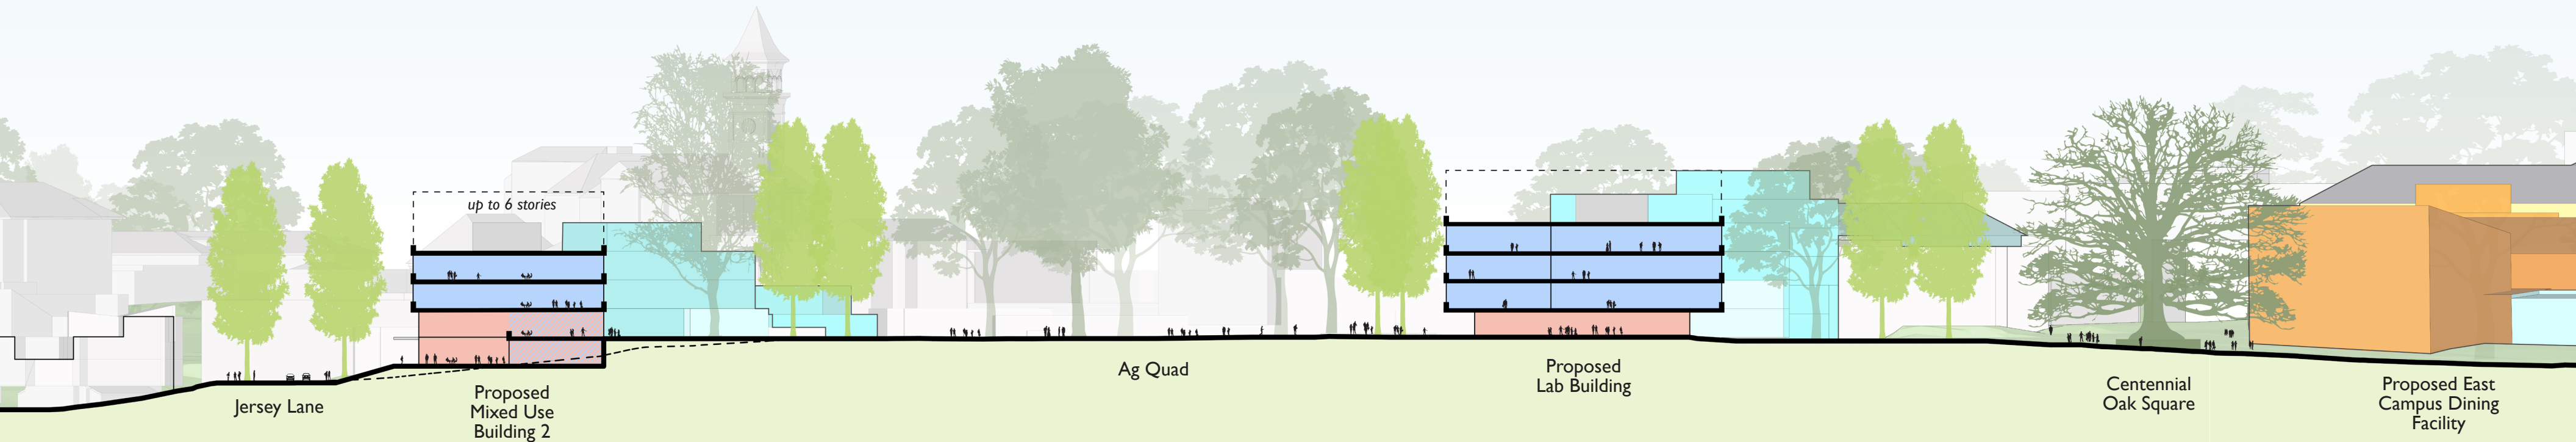 up to 6 stories
Jersey Lane
Proposed
Mixed Use
Building 2
Ag Quad
Proposed
Lab Building
Centennial
Oak Square
Proposed East
Campus Dining
Facility